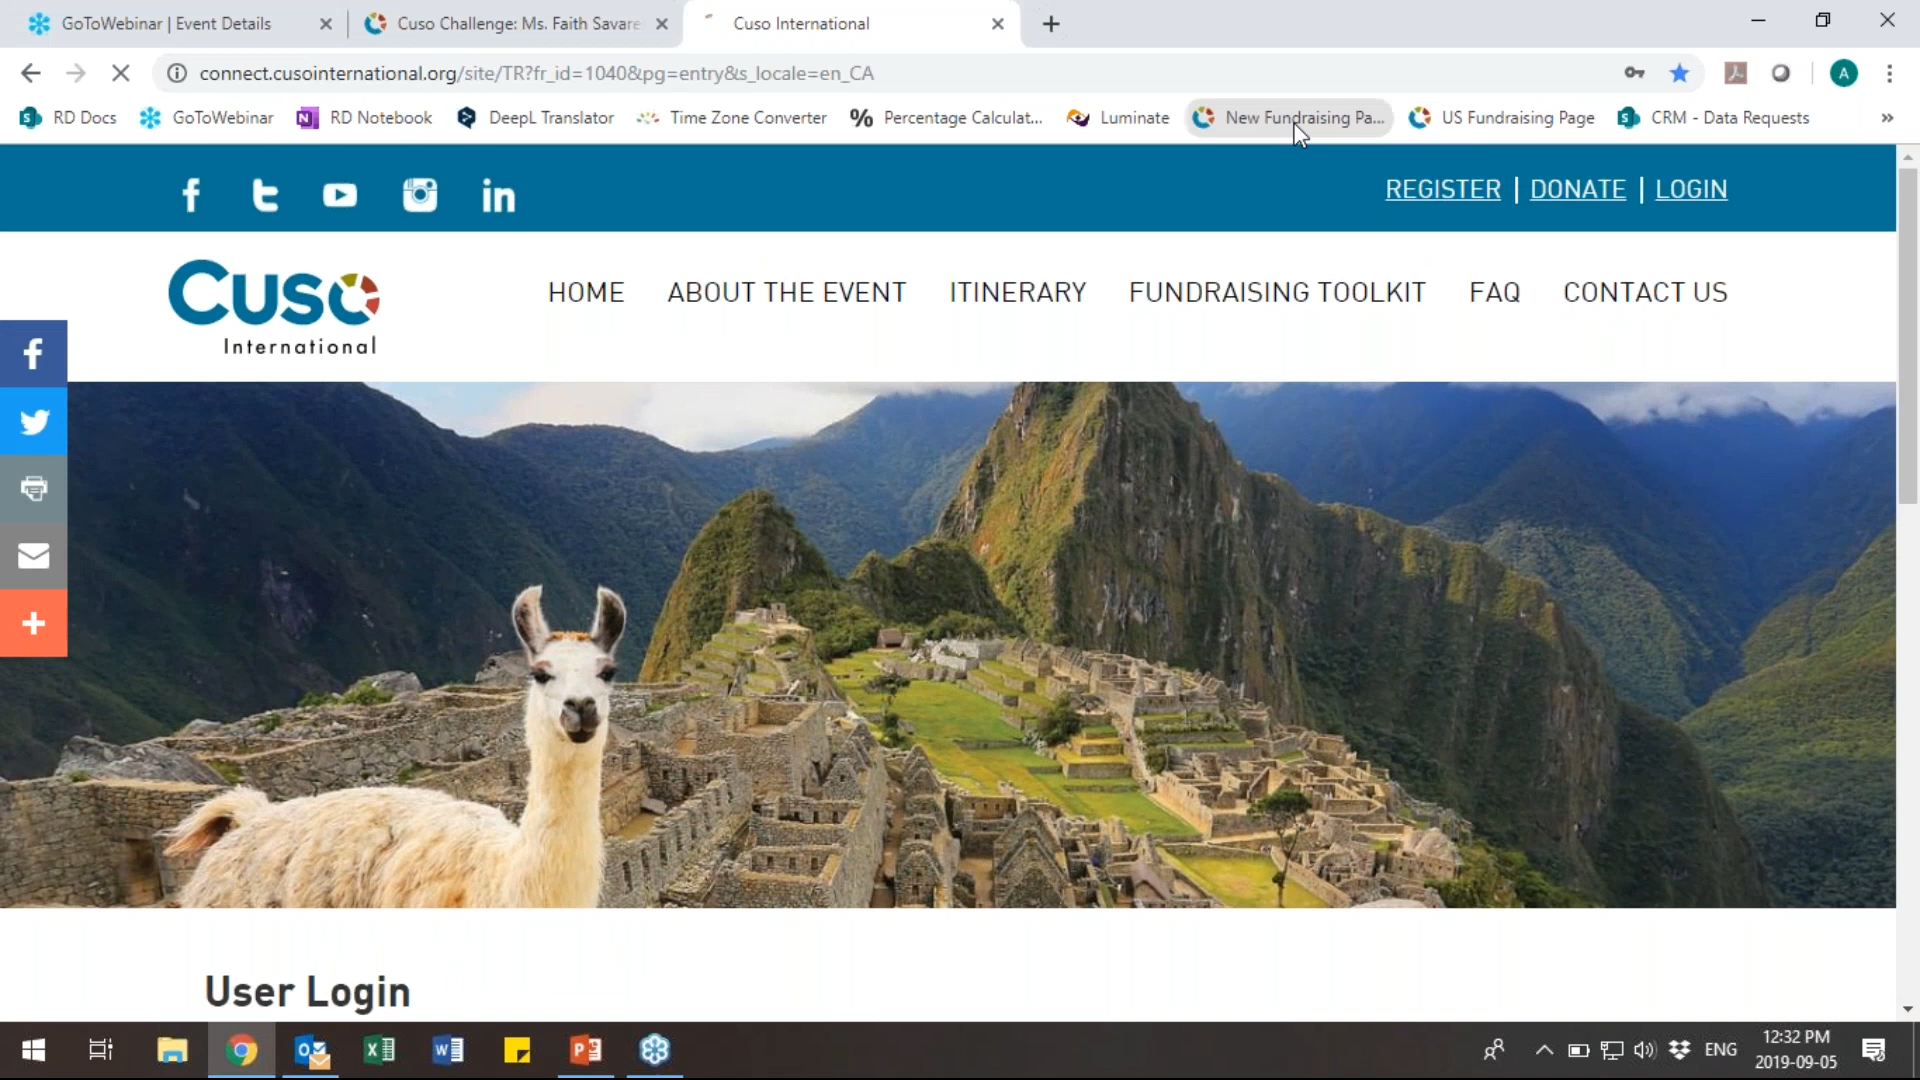 GoToWebinar | Event Details
Cuso Challenge: Ms. Faith Savare
Cuso International
connect.cusointernational.org/site/TR?fr_id=1040&pg=entry&s_locale=en_CA
A
RD Docs
GoToWebinar
RD Notebook
DeepL Translator
Time Zone Converter
Percentage Calculat...
Luminate
New Fundraising Pa...
US Fundraising Page
CRM - Data Requests
»
REGISTER | DONATE | LOGIN
Cuso
International
HOME
ABOUT THE EVENT
ITINERARY
FUNDRAISING TOOLKIT
FAQ
CONTACT US
User Login
ENG
12:32 PM
2019-09-05